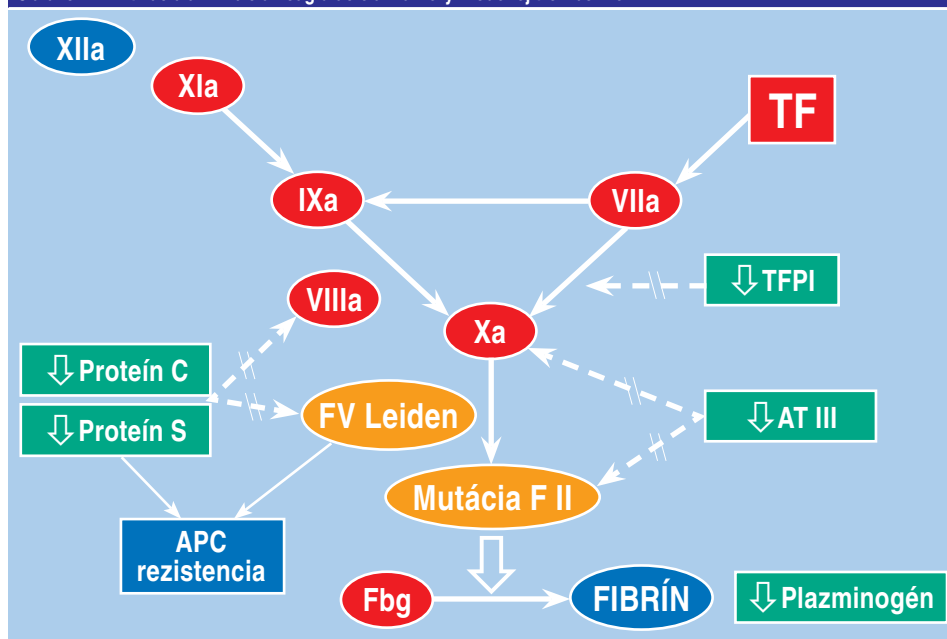 XIIa
XIa
TF
IXa
VIIa
VIIIa
TFPI
Xa
Proteín C
Proteín S
FV Leiden
AT III
Mutácia F II
APC
rezistencia
Fbg
FIBRÍN
Plazminogén